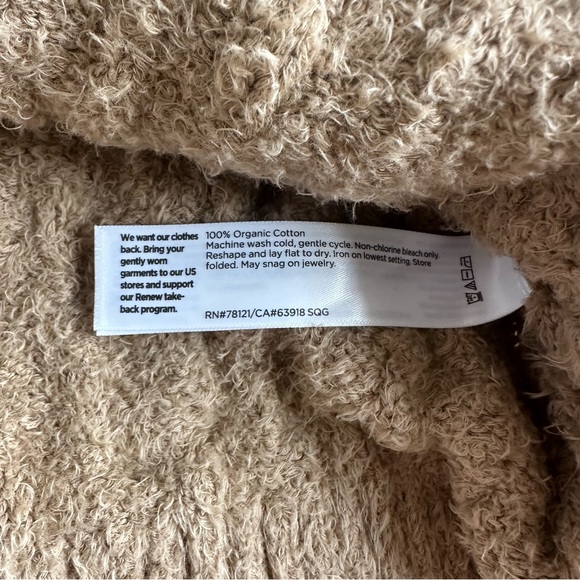 We want our clothes
back. Bring your
gently worn
garments to our US
stores and support
our Renew take-
back program.
100% Organic Cotton
Machine wash cold, gentle cycle. Non-chlorine bleach only.
Reshape and lay flat to dry. Iron on lowest setting. Store
folded. May snag on jewelry.
RN#78121/CA#63918 SQG